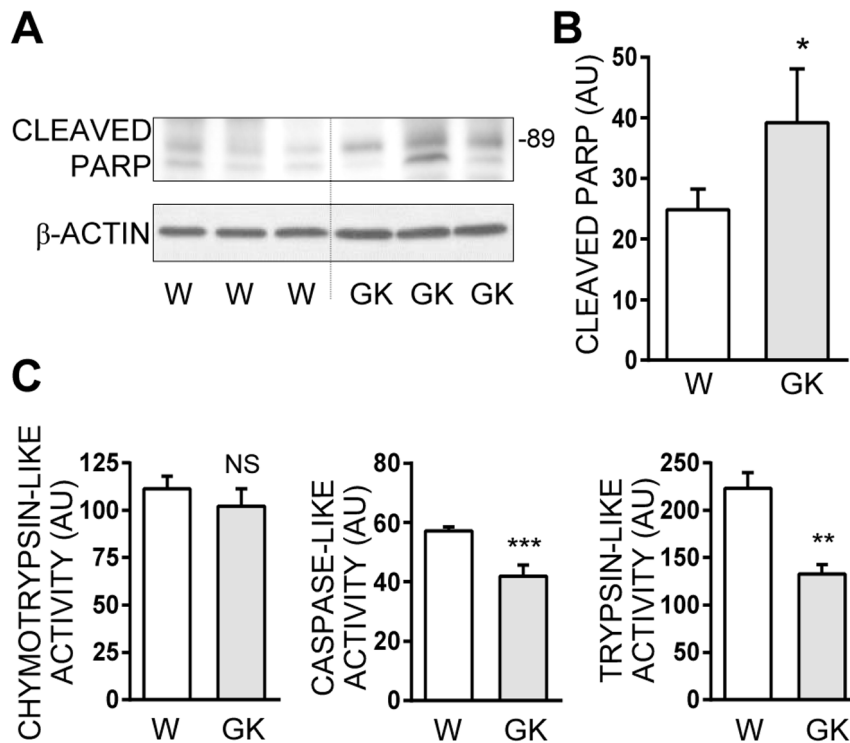 A
CLEAVED
PARP
-89
β-ACTIN
W W W GK GK GK
B
CLEAVED PARP (AU)
50
40
30
20
10
0
*
W GK
C
CHYMOTRYPSIN-LIKE
ACTIVITY (AU)
125
100
75
50
25
0
NS
W GK
CASPASE-LIKE
ACTIVITY (AU)
80
60
40
20
0
***
W GK
TRYPSIN-LIKE
ACTIVITY (AU)
250
200
150
100
50
0
**
W GK